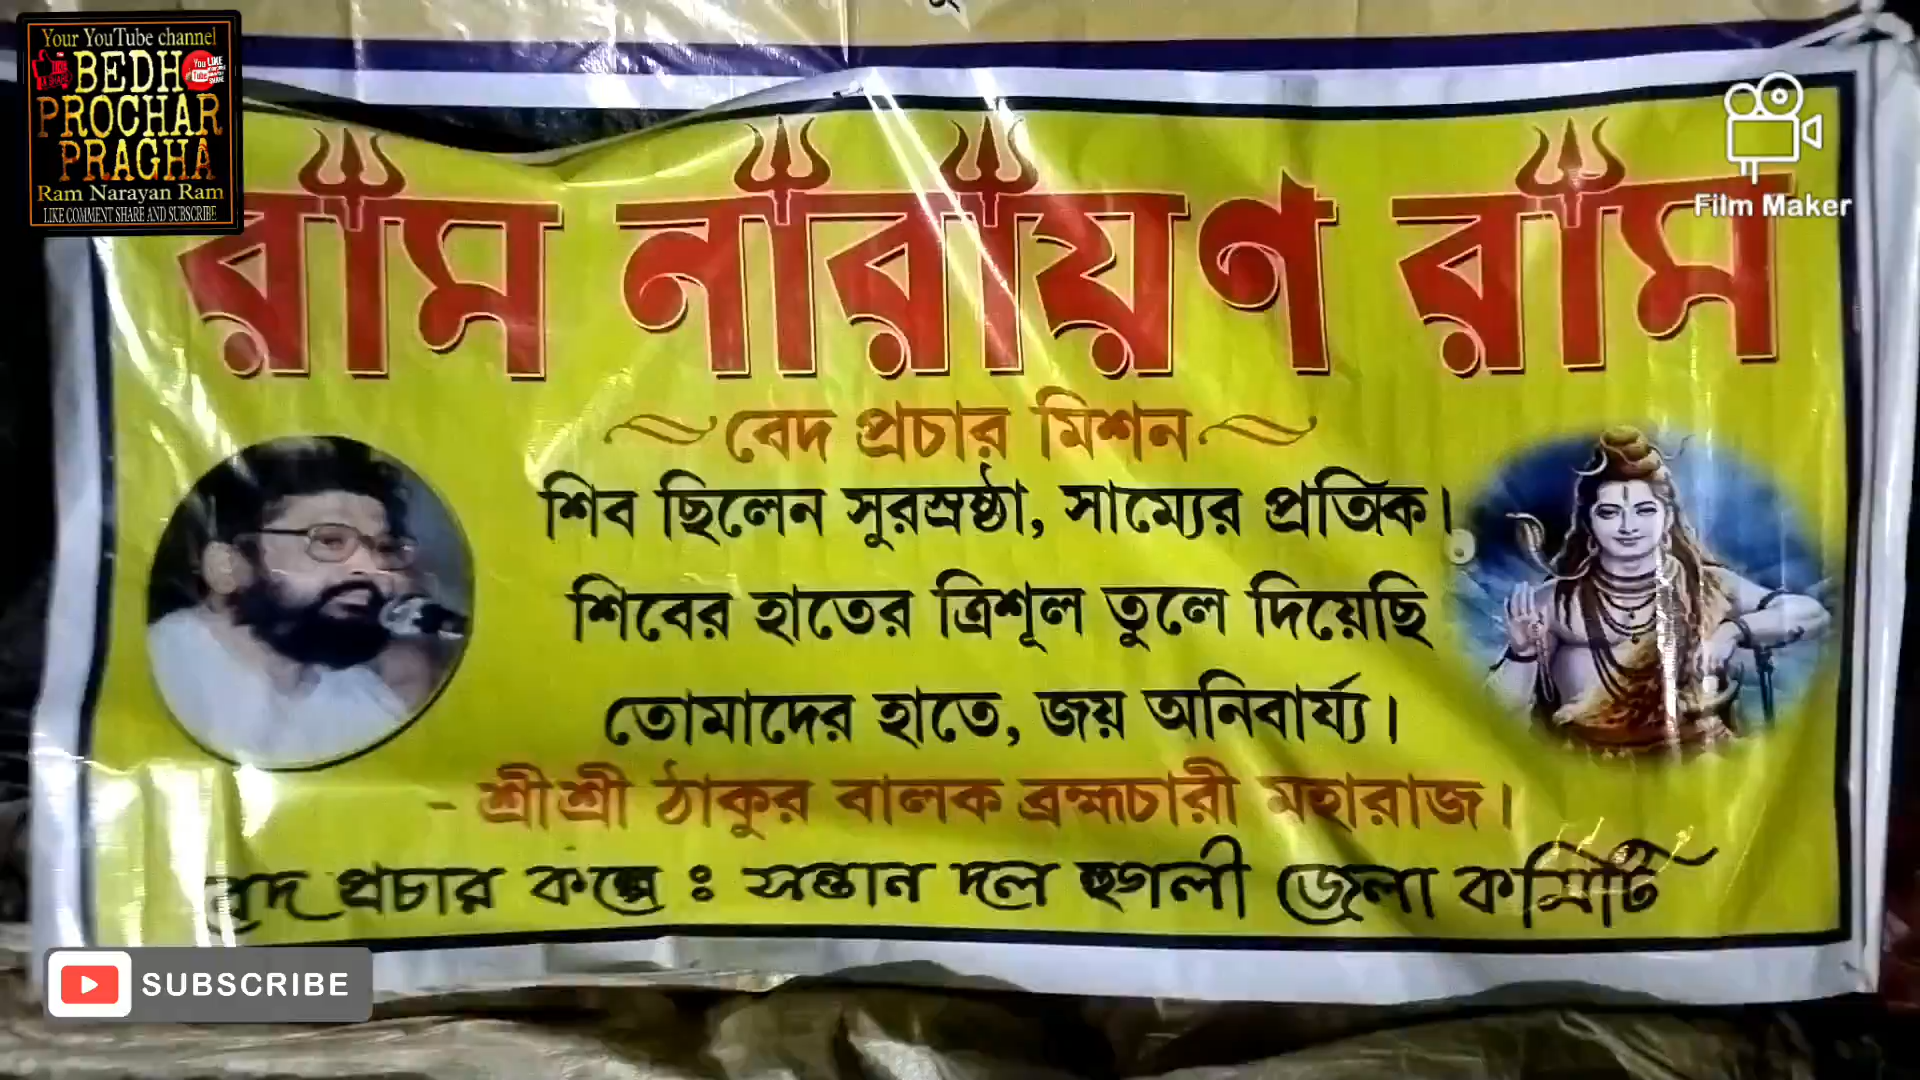 Your YouTube channel
BEDH
PROCHAR
PRAGHA
Ram Narayan Ram
LIKE COMMENT SHARE AND SUBSCRIBE
Film Maker
রাম নারায়ণ রাম
বেদ প্রচার মিশন
শিব ছিলেন সুরস্রষ্ঠা, সাম্যের প্রতিক।
শিবের হাতের ত্রিশূল তুলে দিয়েছি
তোমাদের হাতে, জয় অনিবার্য্য।
- শ্রীশ্রী ঠাকুর বালক ব্রহ্মচারী মহারাজ।
বেদ প্রচার কল্পে : সন্তান দল হুগলী জেলা কমিটি
SUBSCRIBE